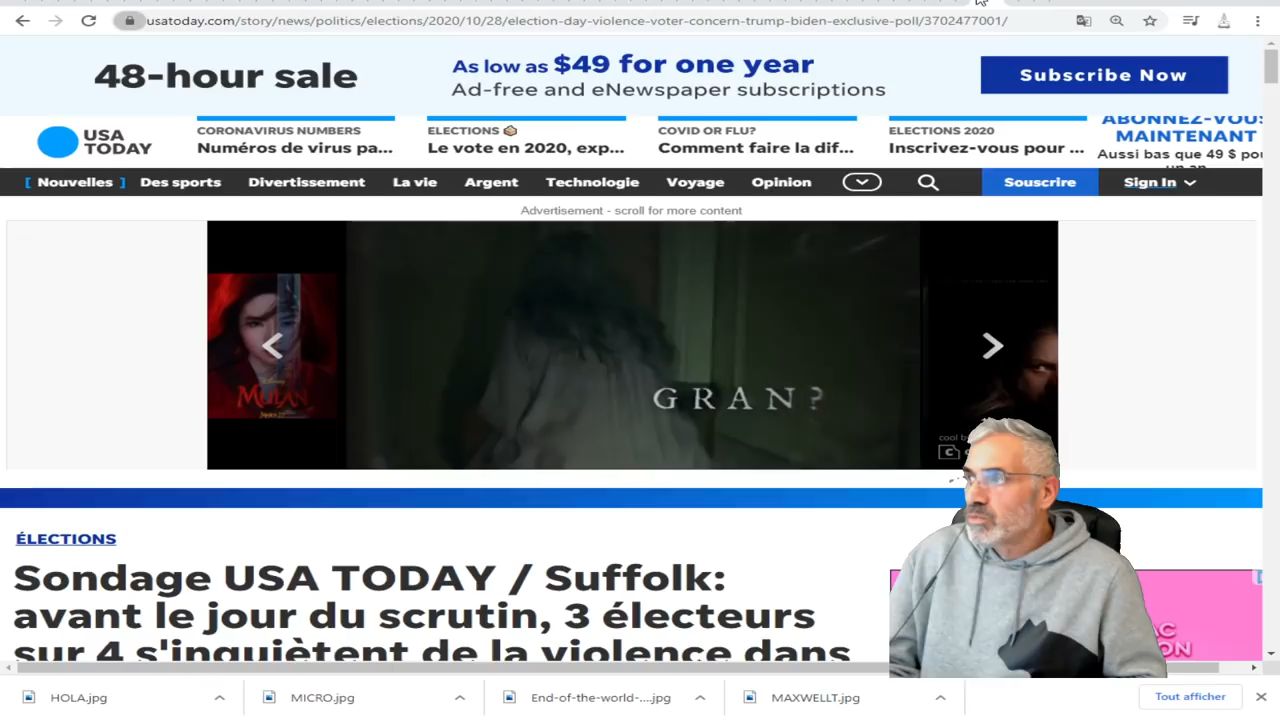 usatoday.com/story/news/politics/elections/2020/10/28/election-day-violence-voter-concern-trump-biden-exclusive-poll/3702477001/
48-hour sale
As low as $49 for one year
Ad-free and eNewspaper subscriptions
Subscribe Now
USA TODAY
CORONAVIRUS NUMBERS
Numéros de virus pa...
ELECTIONS
Le vote en 2020, exp...
COVID OR FLU?
Comment faire la dif...
ELECTIONS 2020
Inscrivez-vous pour ...
ABONNEZ-VOUS
MAINTENANT
Aussi bas que 49 $ pou
un an
[ Nouvelles ] Des sports Divertissement La vie Argent Technologie Voyage Opinion Souscrire Sign In
Advertisement - scroll for more content
MULAN
GRAN?
cool b
ÉLECTIONS
Sondage USA TODAY / Suffolk:
avant le jour du scrutin, 3 électeurs
sur 4 s'inquiètent de la violence dans
HOLA.jpg
MICRO.jpg
End-of-the-world-....jpg
MAXWELLT.jpg
Tout afficher